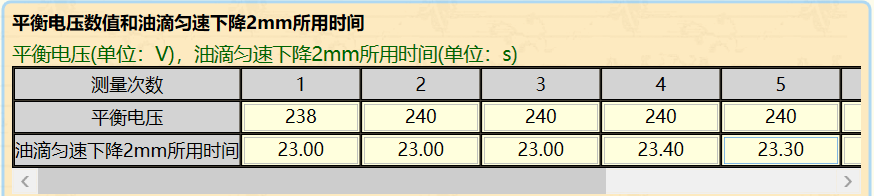 平衡电压数值和油滴匀速下降2mm所用时间
平衡电压(单位：V)，油滴匀速下降2mm所用时间(单位：s)
测量次数 1 2 3 4 5
平衡电压 238 240 240 240 240
油滴匀速下降2mm所用时间 23.00 23.00 23.00 23.40 23.30